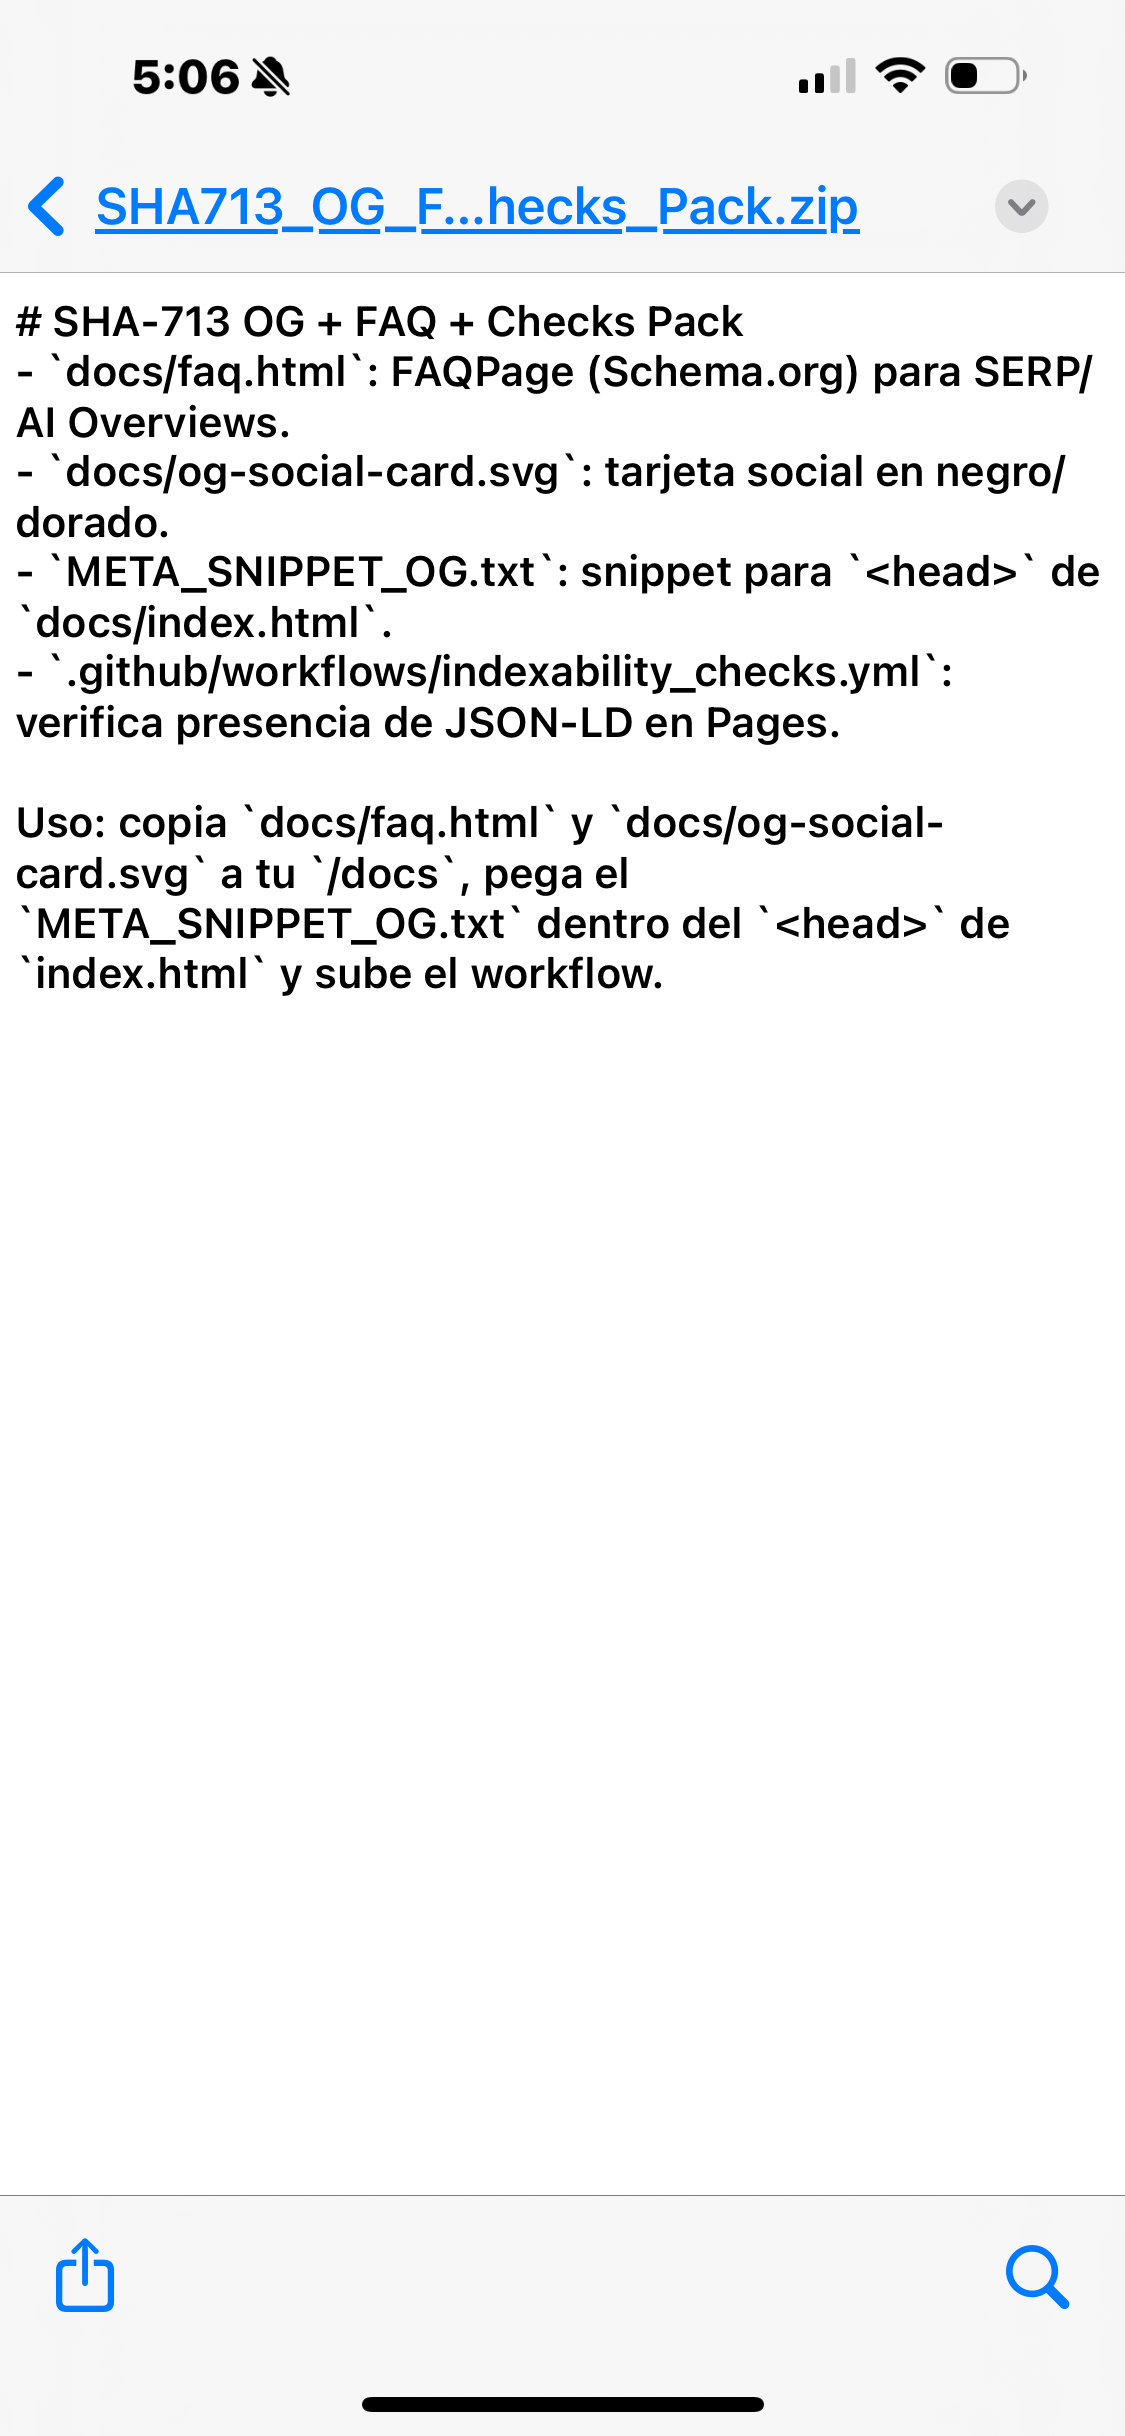 5:06
SHA713_OG_F...hecks_Pack.zip
# SHA-713 OG + FAQ + Checks Pack
- `docs/faq.html`: FAQPage (Schema.org) para SERP/
AI Overviews.
- `docs/og-social-card.svg`: tarjeta social en negro/
dorado.
- `META_SNIPPET_OG.txt`: snippet para `<head>` de
`docs/index.html`.
- `.github/workflows/indexability_checks.yml`:
verifica presencia de JSON-LD en Pages.
Uso: copia `docs/faq.html` y `docs/og-social-
card.svg` a tu `/docs`, pega el
`META_SNIPPET_OG.txt` dentro del `<head>` de
`index.html` y sube el workflow.